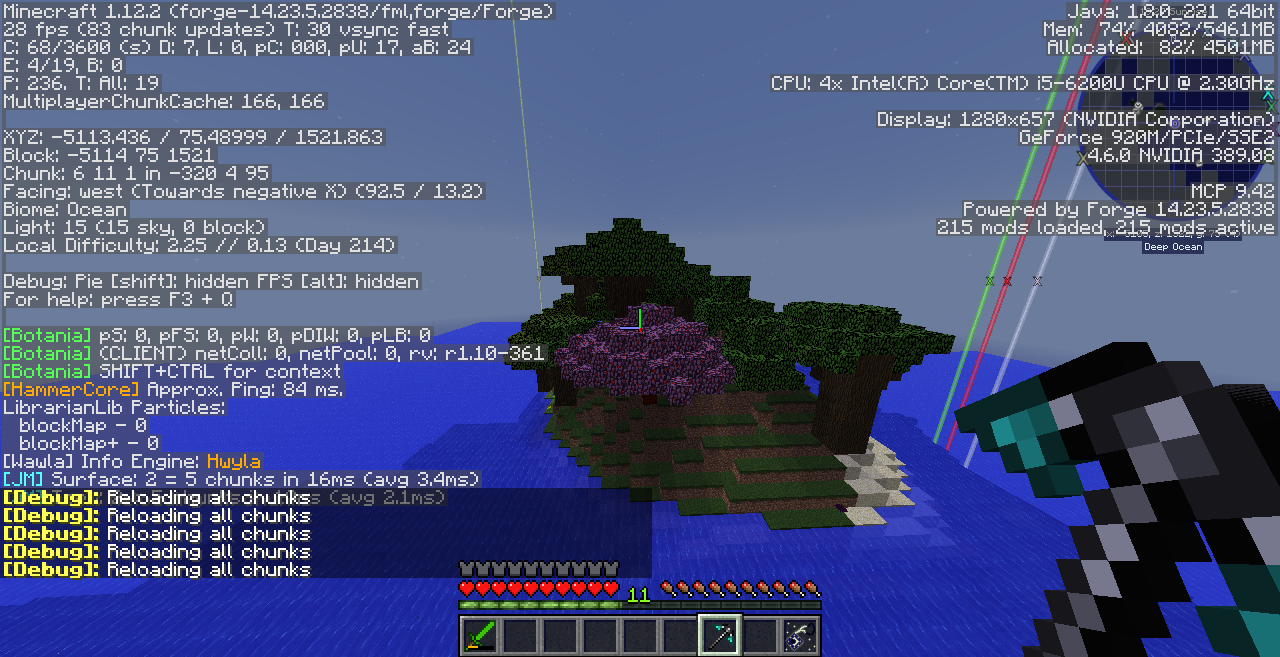 Minecraft 1.12.2 (forge-14.23.5.2838/fml,forge/Forge)
28 fps (83 chunk updates) T: 30 vsync fast
C: 68/3600 (s) D: 7, L: 0, pC: 000, pU: 17, aB: 24
E: 4/19, B: 0
P: 236. T: All: 19
MultiplayerChunkCache: 166, 166
XYZ: -5113.436 / 75.48999 / 1521.863
Block: -5114 75 1521
Chunk: 6 11 1 in -320 4 95
Facing: west (Towards negative X) (92.5 / 13.2)
Biome: Ocean
Light: 15 (15 sky, 0 block)
Local Difficulty: 2.25 // 0.13 (Day 214)
Debug: Pie [shift]: hidden FPS [alt]: hidden
For help: press F3 + Q
[Botania] pS: 0, pFS: 0, pW: 0, pDIW: 0, pLB: 0
[Botania] (CLIENT) netColl: 0, netPool: 0, rv: r1.10-361
[Botania] SHIFT+CTRL for context
[HammerCore] Approx. Ping: 84 ms.
LibrarianLib Particles:
blockMap - 0
blockMap+ - 0
[Wawla] Info Engine: Hwyla
[JM] Surface: 2 = 5 chunks in 16ms (avg 3.4ms)
(avg 2.1ms)
[Debug]: Reloading all chunks
[Debug]: Reloading all chunks
[Debug]: Reloading all chunks
[Debug]: Reloading all chunks
[Debug]: Reloading all chunks
Java: 1.8.0_221 64bit
Mem: 74% 4082/5461MB
Allocated: 82% 4501MB
CPU: 4x Intel(R) Core(TM) i5-6200U CPU @ 2.30GHz
Display: 1280x657 (NVIDIA Corporation)
GeForce 920M/PCIe/SSE2
4.6.0 NVIDIA 389.08
MCP 9.42
Powered by Forge 14.23.5.2838
215 mods loaded, 215 mods active
Deep Ocean
X X X
11